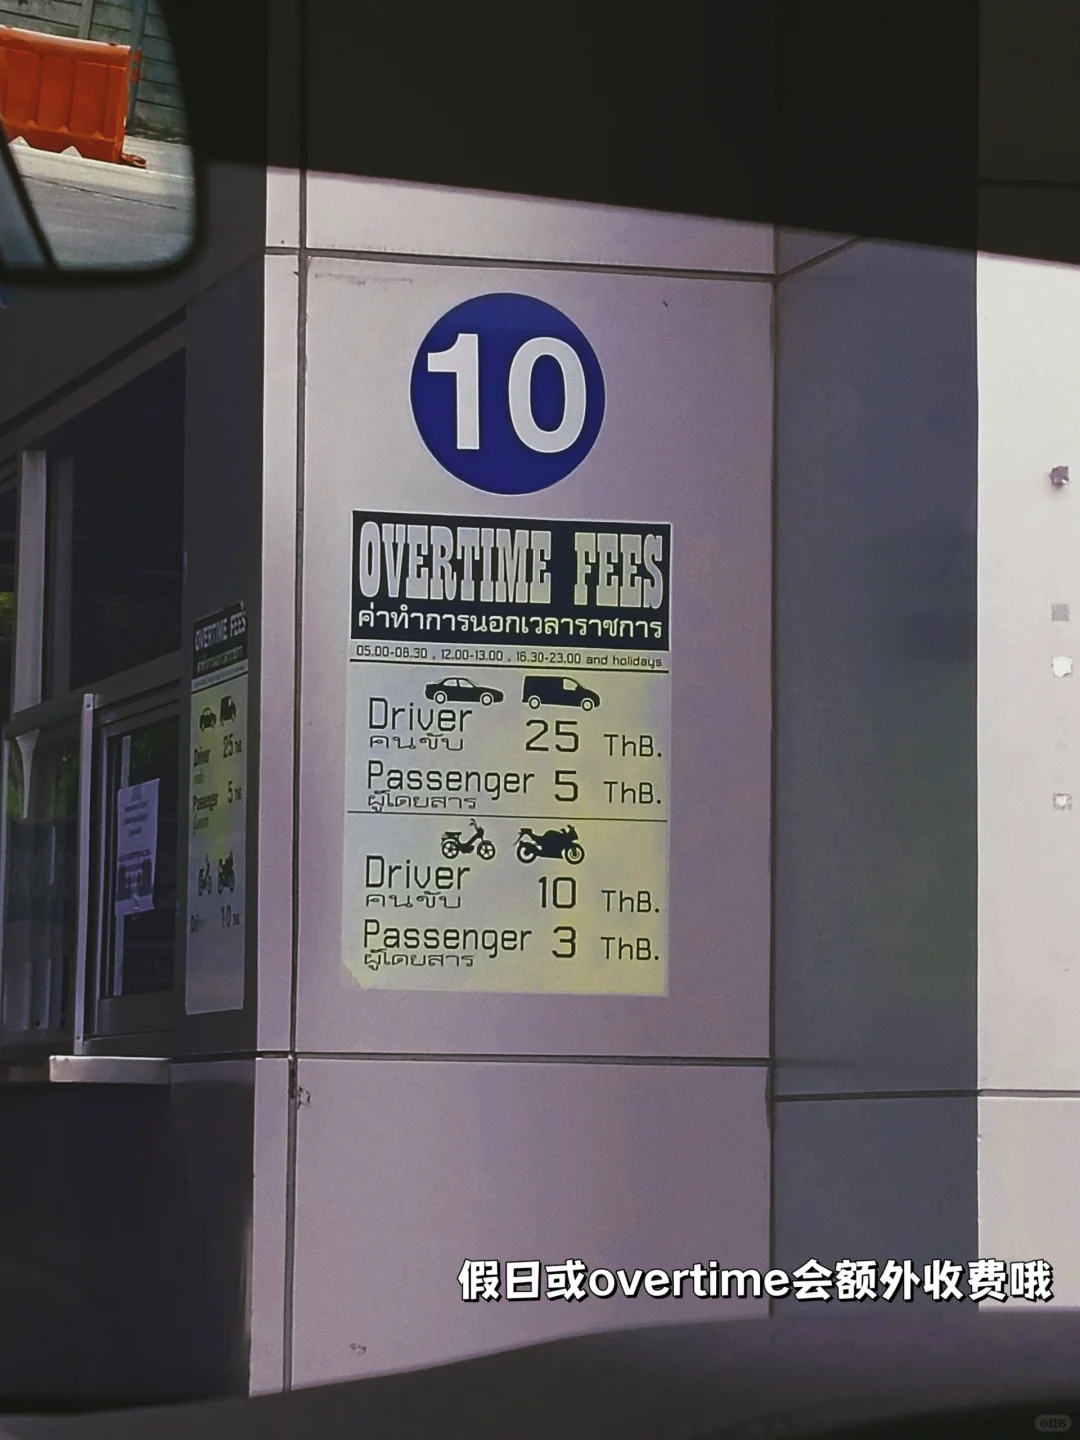 10
OVERTIME FEES
ค่าทำการนอกเวลาราชการ
05.00-08.30 , 12.00-13.00 , 16.30-23.00 and holidays
Driver 25 THB.
คนขับ
Passenger 5 THB.
ผู้โดยสาร
Driver 10 THB.
คนขับ
Passenger 3 THB.
ผู้โดยสาร
OVERTIME FEES
Driver 25
Passenger 5
Driver 10
假日或overtime会额外收费哦
小红书